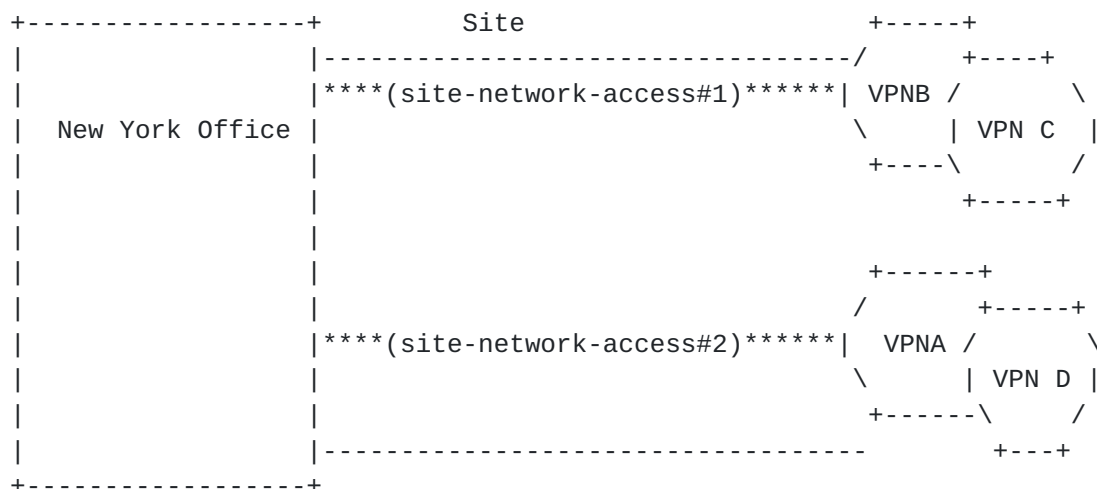 +------------------+         Site                      +-----+
|                  |----------------------------------/      +----+
|                  |****(site-network-access#1)******| VPNB /       \
|  New York Office |                                  \     | VPN C  |
|                  |                                   +----\       /
|                  |                                         +-----+
|                  |
|                  |                                   +------+
|                  |                                  /       +-----+
|                  |****(site-network-access#2)******|  VPNA /       \
|                  |                                  \      | VPN D |
|                  |                                   +------\     /
|                  |-----------------------------------        +---+
+------------------+